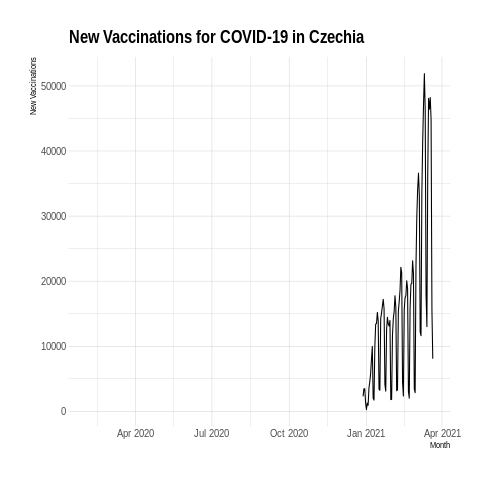 New Vaccinations for COVID-19 in Czechia
New Vaccinations
50000
40000
30000
20000
10000
0
Apr 2020 Jul 2020 Oct 2020 Jan 2021 Apr 2021
Month